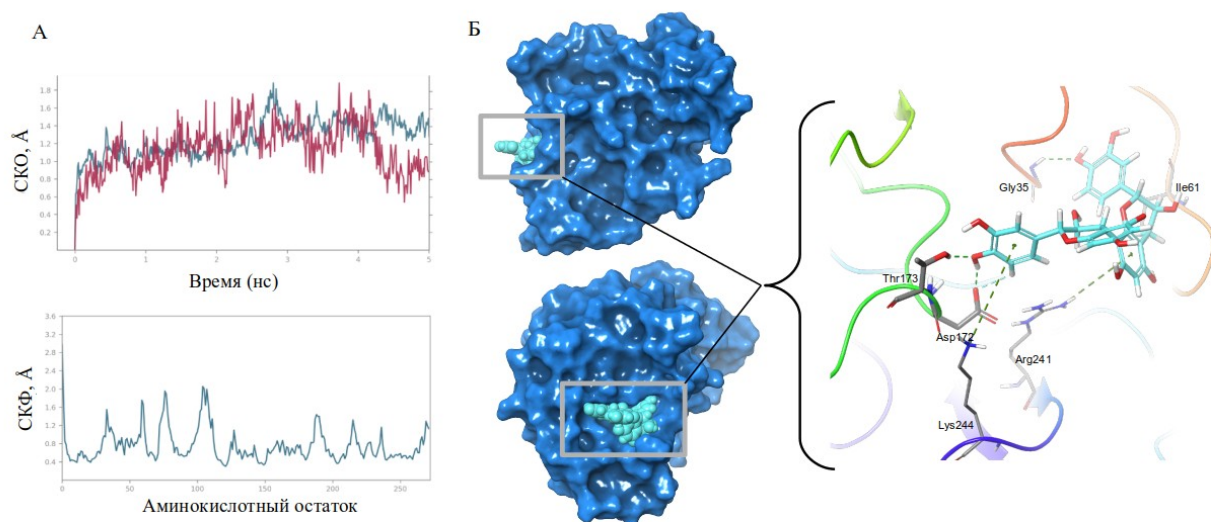 А
СКО, Å
1.8
1.6
1.4
1.2
1.0
0.8
0.6
0.4
0.2
0 1 2 3 4 5
Время (нс)
СКФ, Å
3.6
3.2
2.8
2.4
2.0
1.6
1.2
0.8
0.4
0 50 100 150 200 250
Аминокислотный остаток
Б
Gly35
Ile61
Thr173
Asp172
Arg241
Lys244